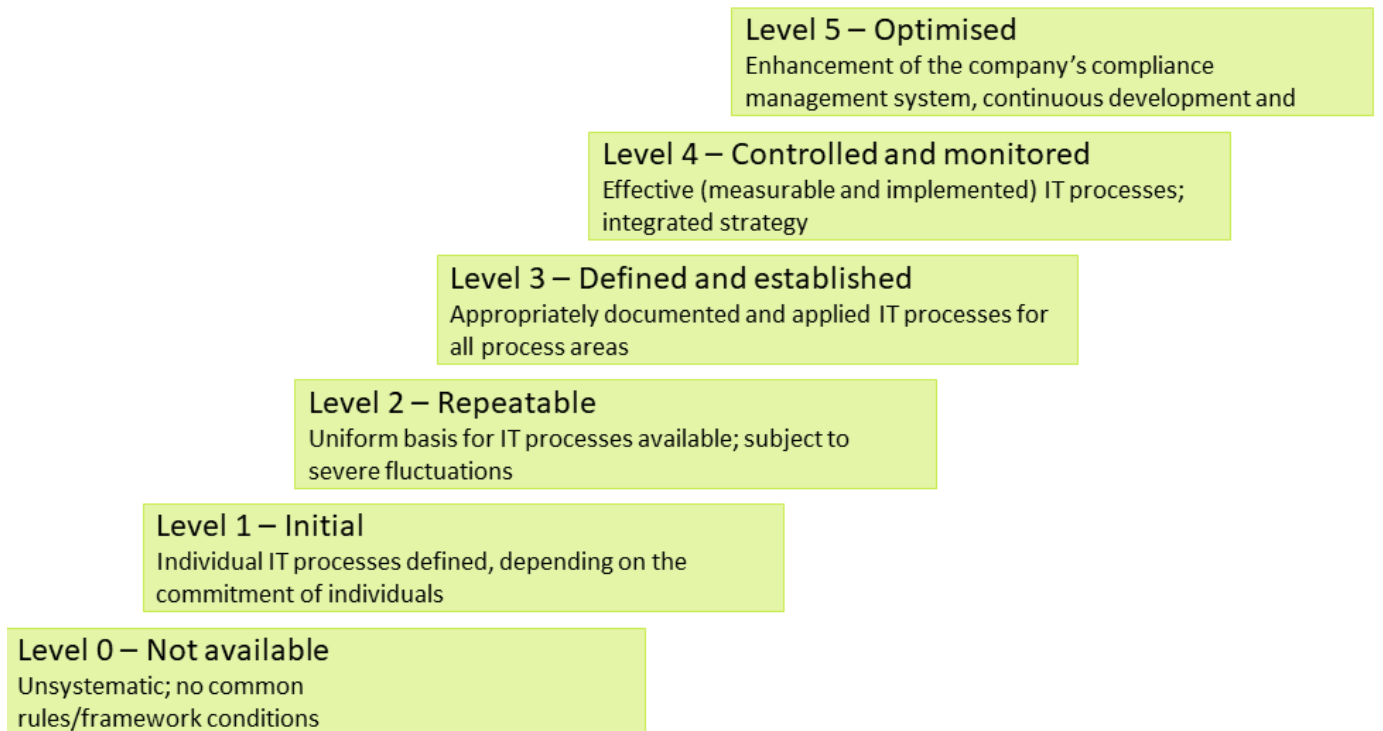 Level 5 – Optimised
Enhancement of the company’s compliance
management system, continuous development and
Level 4 – Controlled and monitored
Effective (measurable and implemented) IT processes;
integrated strategy
Level 3 – Defined and established
Appropriately documented and applied IT processes for
all process areas
Level 2 – Repeatable
Uniform basis for IT processes available; subject to
severe fluctuations
Level 1 – Initial
Individual IT processes defined, depending on the
commitment of individuals
Level 0 – Not available
Unsystematic; no common
rules/framework conditions